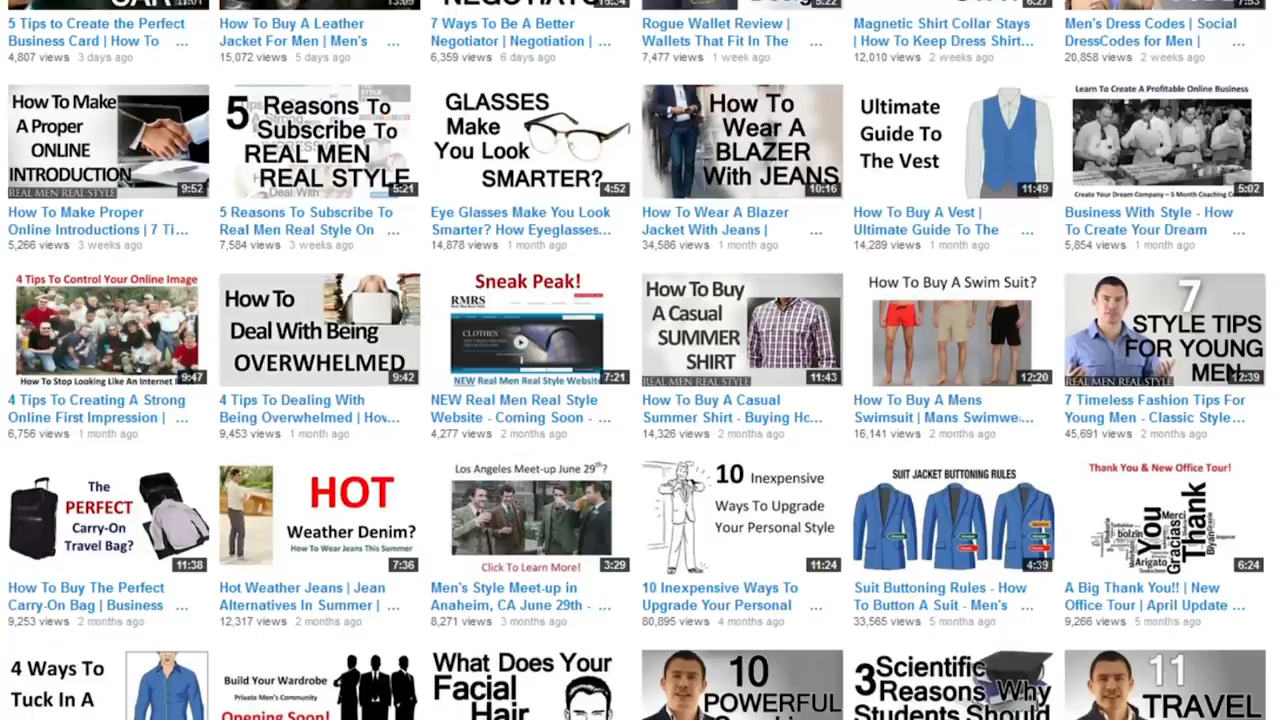 5 Tips to Create the Perfect
Business Card | How To ...
4,807 views 3 days ago
13:09
How To Buy A Leather
Jacket For Men | Men's ...
15,072 views 5 days ago
7 Ways To Be A Better
Negotiator | Negotiation | ...
6,359 views 6 days ago
5:22
Rogue Wallet Review |
Wallets That Fit In The ...
7,477 views 1 week ago
6:27
Magnetic Shirt Collar Stays
| How To Keep Dress Shirt...
12,010 views 2 weeks ago
7:53
Men's Dress Codes | Social
DressCodes for Men | ...
20,858 views 2 weeks ago
How To Make
A Proper
ONLINE
INTRODUCTION
REAL MEN REAL STYLE
9:52
How To Make Proper
Online Introductions | 7 Ti...
5,266 views 3 weeks ago
5 Reasons To
Subscribe To
REAL MEN
REAL STYLE
5:21
5 Reasons To Subscribe To
Real Men Real Style On ...
7,584 views 3 weeks ago
GLASSES
Make
You Look
SMARTER?
4:52
Eye Glasses Make You Look
Smarter? How Eyeglasses...
14,878 views 1 month ago
How To
Wear A
BLAZER
With JEANS
10:16
How To Wear A Blazer
Jacket With Jeans | ...
34,586 views 1 month ago
Ultimate
Guide To
The Vest
11:49
How To Buy A Vest |
Ultimate Guide To The ...
14,289 views 1 month ago
Learn To Create A Profitable Online Business
Create Your Dream Company – 5 Month Coaching
5:02
Business With Style - How
To Create Your Dream ...
5,854 views 1 month ago
4 Tips To Control Your Online Image
How To Stop Looking Like An Internet
9:47
4 Tips To Creating A Strong
Online First Impression | ...
6,756 views 1 month ago
How To
Deal With Being
OVERWHELMED
9:42
4 Tips To Dealing With
Being Overwhelmed | How...
9,453 views 1 month ago
Sneak Peak!
RMRS
CLOTHES
NEW Real Men Real Style Website
7:21
NEW Real Men Real Style
Website - Coming Soon - ...
4,277 views 2 months ago
How To Buy
A Casual
SUMMER
SHIRT
REAL MEN REAL STYLE
11:43
How To Buy A Casual
Summer Shirt - Buying Hc...
14,326 views 2 months ago
How To Buy A Swim Suit?
12:20
How To Buy A Mens
Swimsuit | Mans Swimwe...
16,141 views 2 months ago
7
STYLE TIPS
FOR YOUNG
MEN
REAL MEN REAL STYLE
12:39
7 Timeless Fashion Tips For
Young Men - Classic Style...
45,691 views 2 months ago
The
PERFECT
Carry-On
Travel Bag?
11:38
How To Buy The Perfect
Carry-On Bag | Business ...
9,253 views 2 months ago
HOT
Weather Denim?
How To Wear Jeans This Summer
7:36
Hot Weather Jeans | Jean
Alternatives In Summer | ...
12,317 views 2 months ago
Los Angeles Meet-up June 29th?
Click To Learn More!
3:29
Men's Style Meet-up in
Anaheim, CA June 29th - ...
8,271 views 3 months ago
10 Inexpensive
Ways To Upgrade
Your Personal Style
11:24
10 Inexpensive Ways To
Upgrade Your Personal ...
80,895 views 4 months ago
SUIT JACKET BUTTONING RULES
4:39
Suit Buttoning Rules - How
To Button A Suit - Men's ...
33,565 views 5 months ago
Thank You & New Office Tour!
Thank
You
Gracias
Merci
Arigato
bolzin
6:24
A Big Thank You!! | New
Office Tour | April Update ...
9,266 views 5 months ago
4 Ways To
Tuck In A
Build Your Wardrobe
Private Men's Community
Opening Soon!
What Does Your
Facial
Hair
10
POWERFUL
3 Scientific
Reasons Why
Students Should
11
TRAVEL